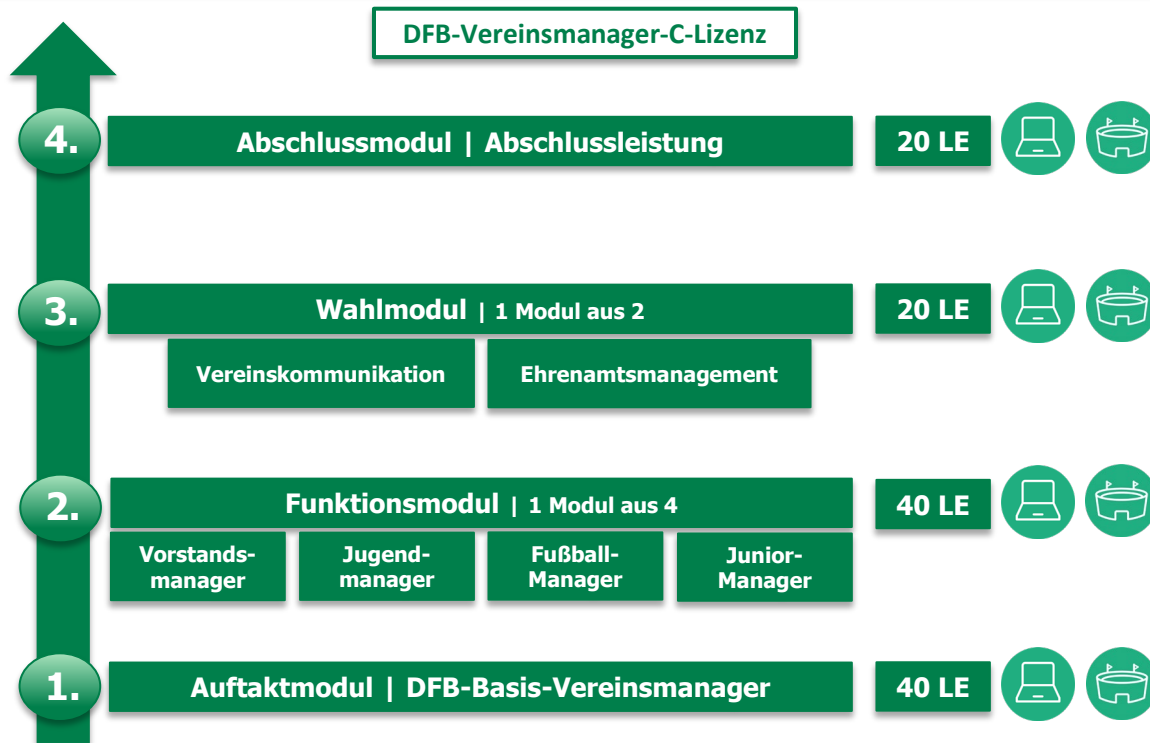 DFB-Vereinsmanager-C-Lizenz
4.
Abschlussmodul | Abschlussleistung
20 LE
3.
Wahlmodul | 1 Modul aus 2
20 LE
Vereinskommunikation
Ehrenamtsmanagement
2.
Funktionsmodul | 1 Modul aus 4
40 LE
Vorstands-
manager
Jugend-
manager
Fußball-
Manager
Junior-
Manager
1.
Auftaktmodul | DFB-Basis-Vereinsmanager
40 LE